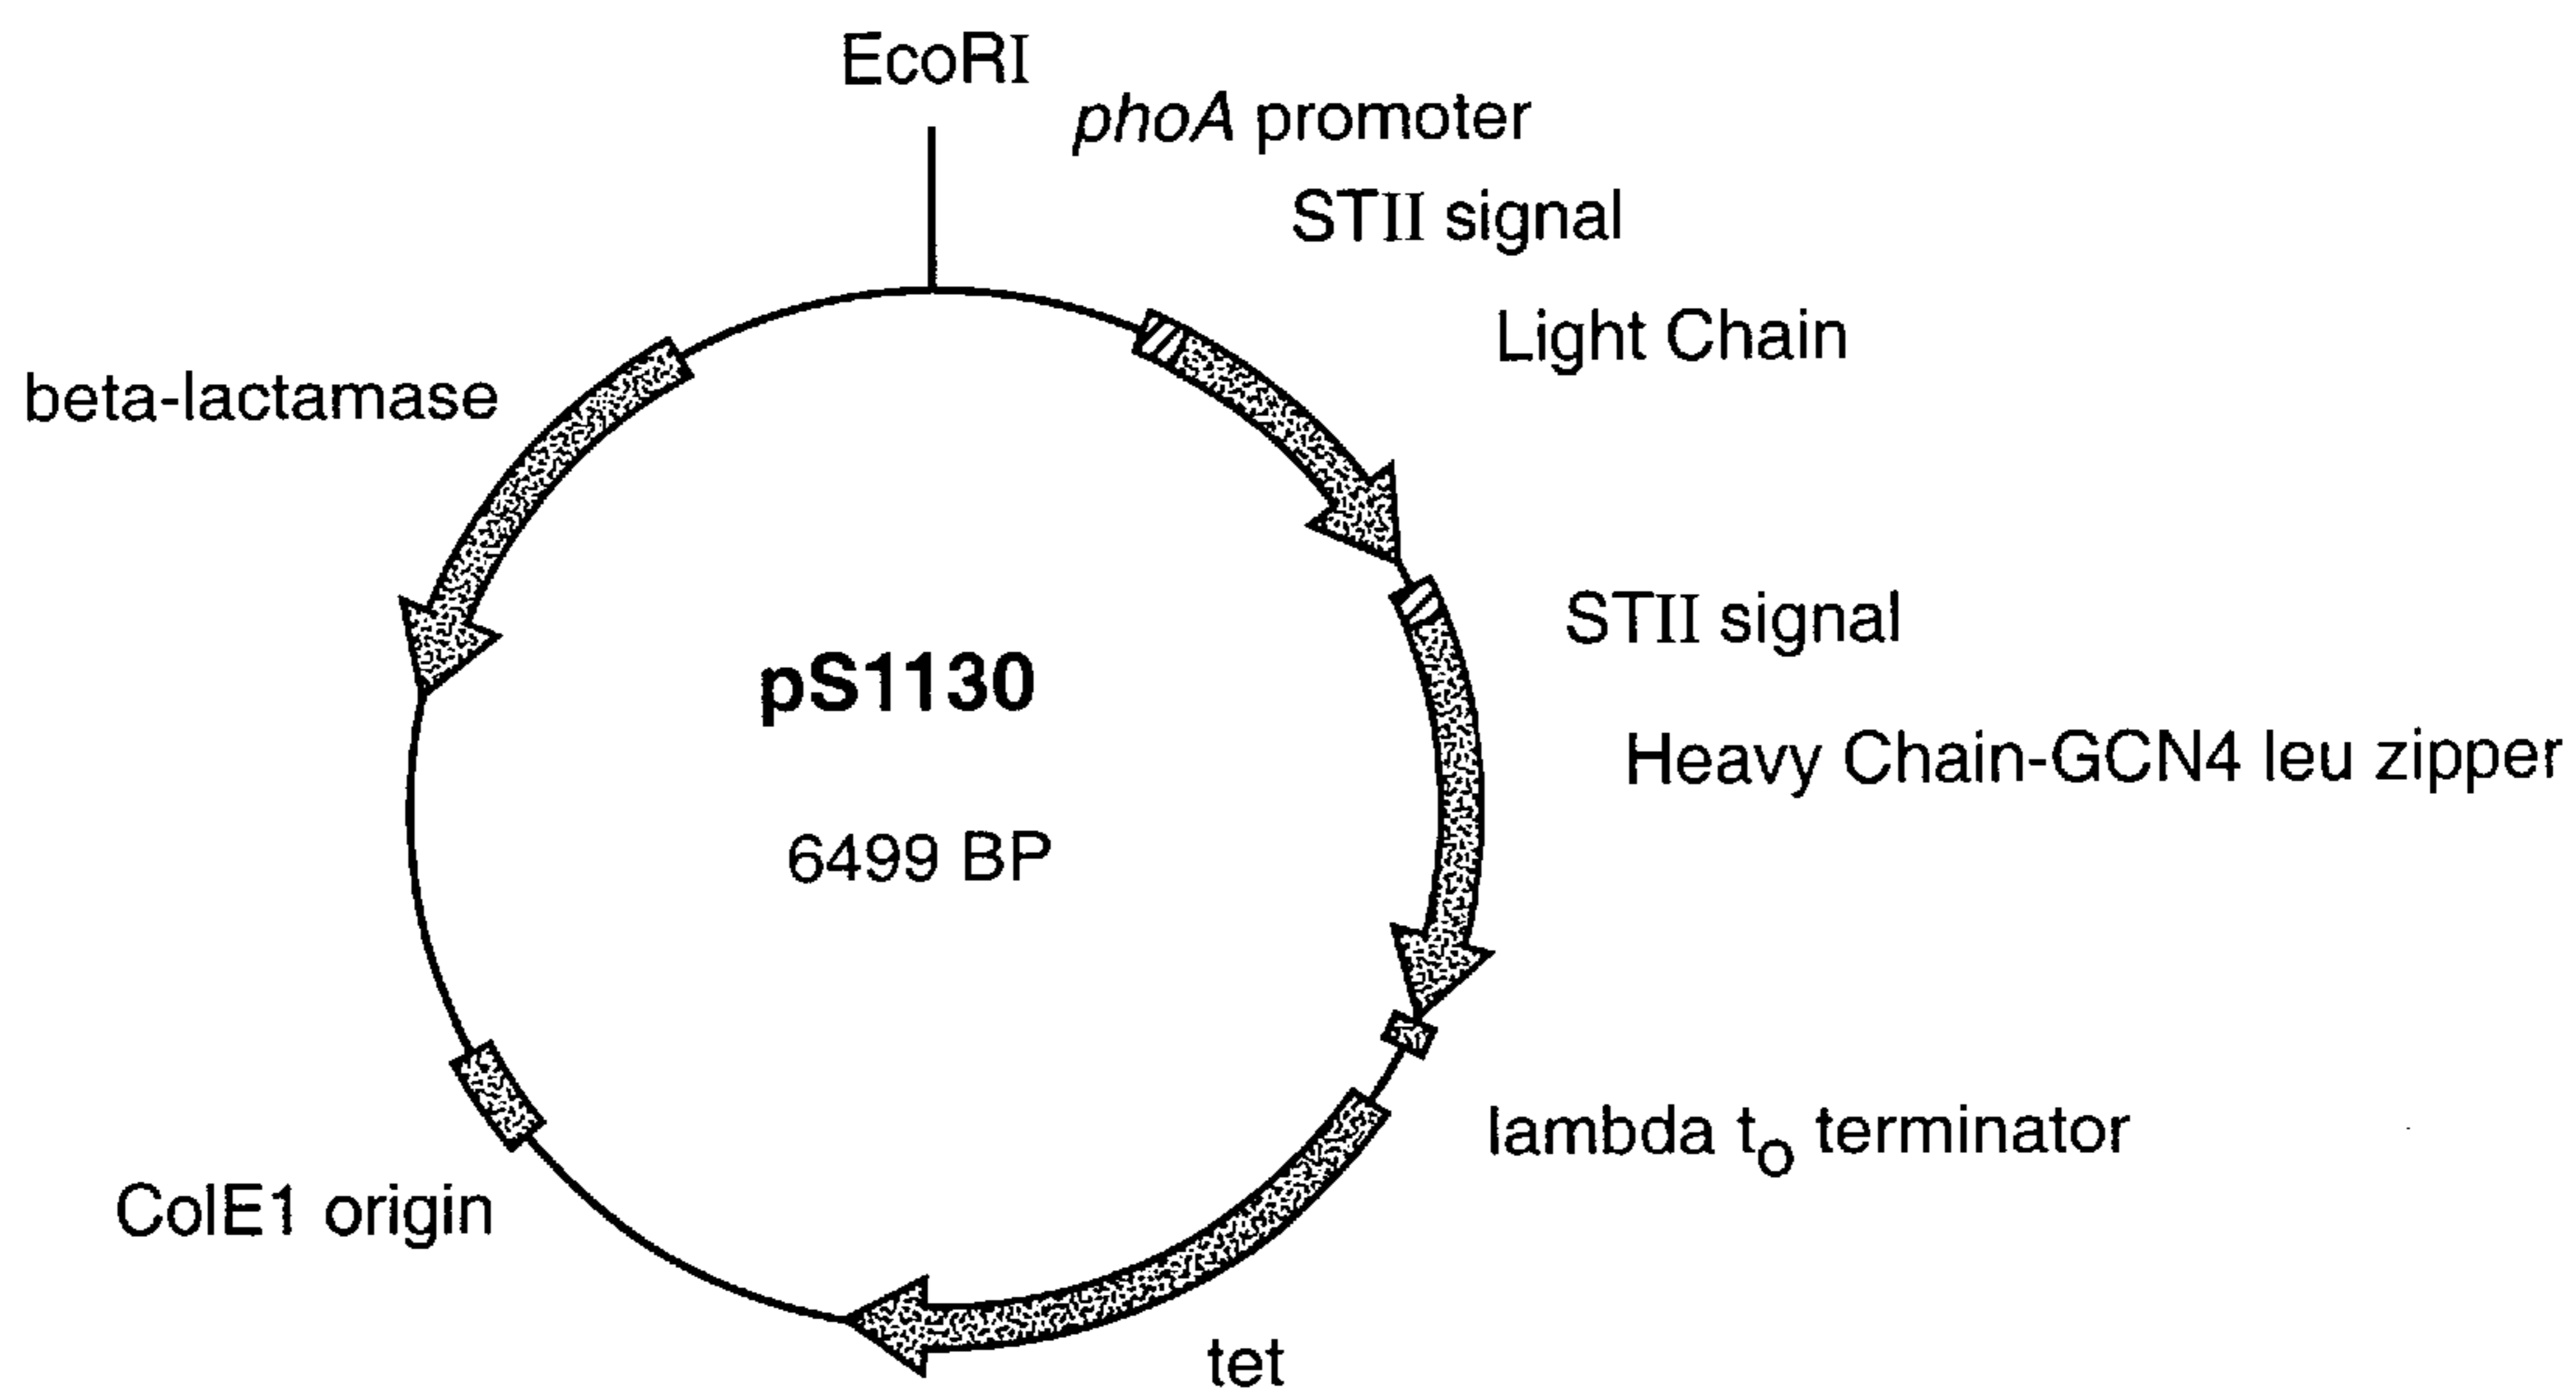 EcoRI
phoA promoter
STII signal
Light Chain
beta-lactamase
STII signal
pS1130
Heavy Chain-GCN4 leu zipper
6499 BP
lambda to terminator
ColE1 origin
tet